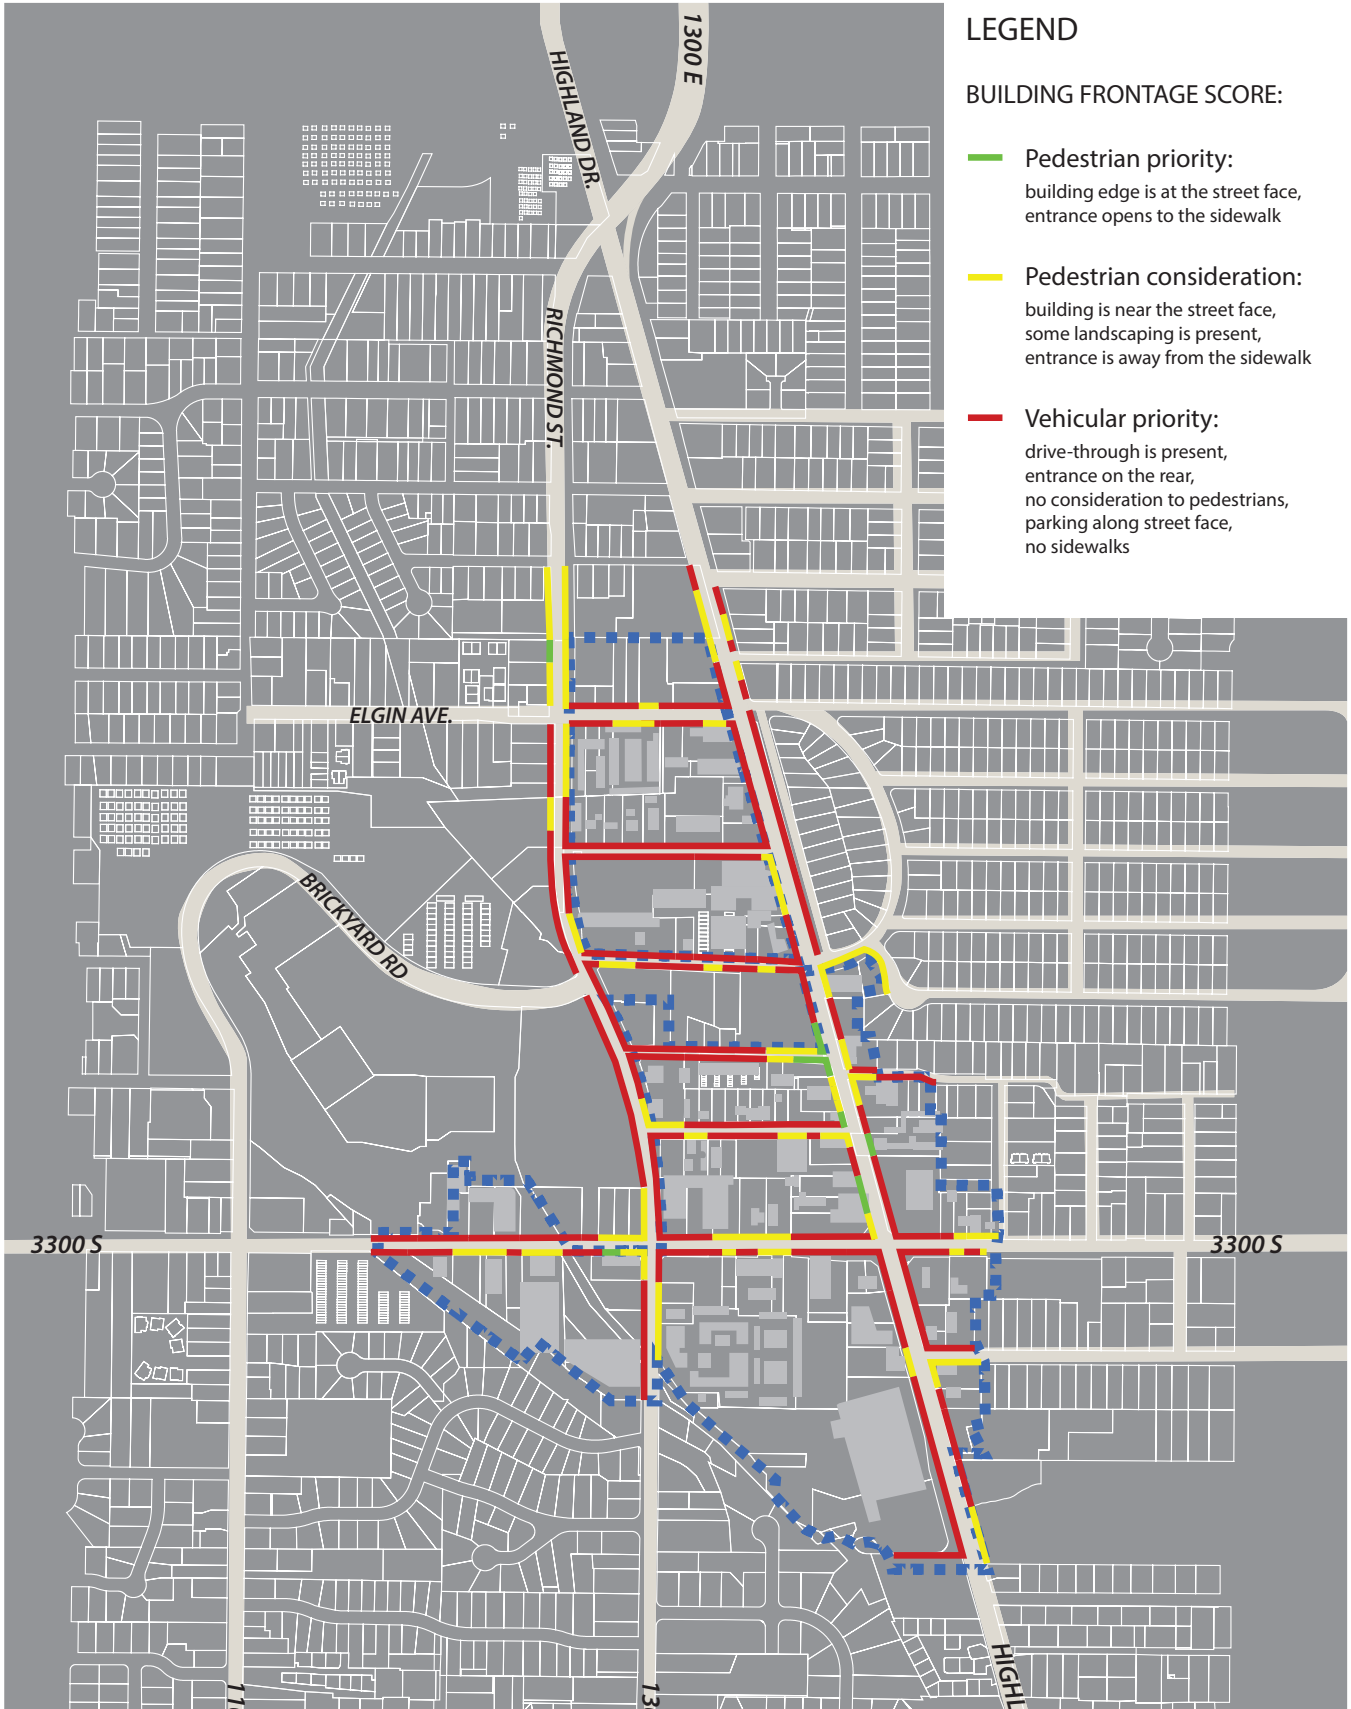 LEGEND
BUILDING FRONTAGE SCORE:
Pedestrian priority:
building edge is at the street face,
entrance opens to the sidewalk
Pedestrian consideration:
building is near the street face,
some landscaping is present,
entrance is away from the sidewalk
Vehicular priority:
drive-through is present,
entrance on the rear,
no consideration to pedestrians,
parking along street face,
no sidewalks
1300 E
HIGHLAND DR.
RICHMOND ST.
ELGIN AVE.
BRICKYARD RD
3300 S
3300 S
11
13
HIGHL